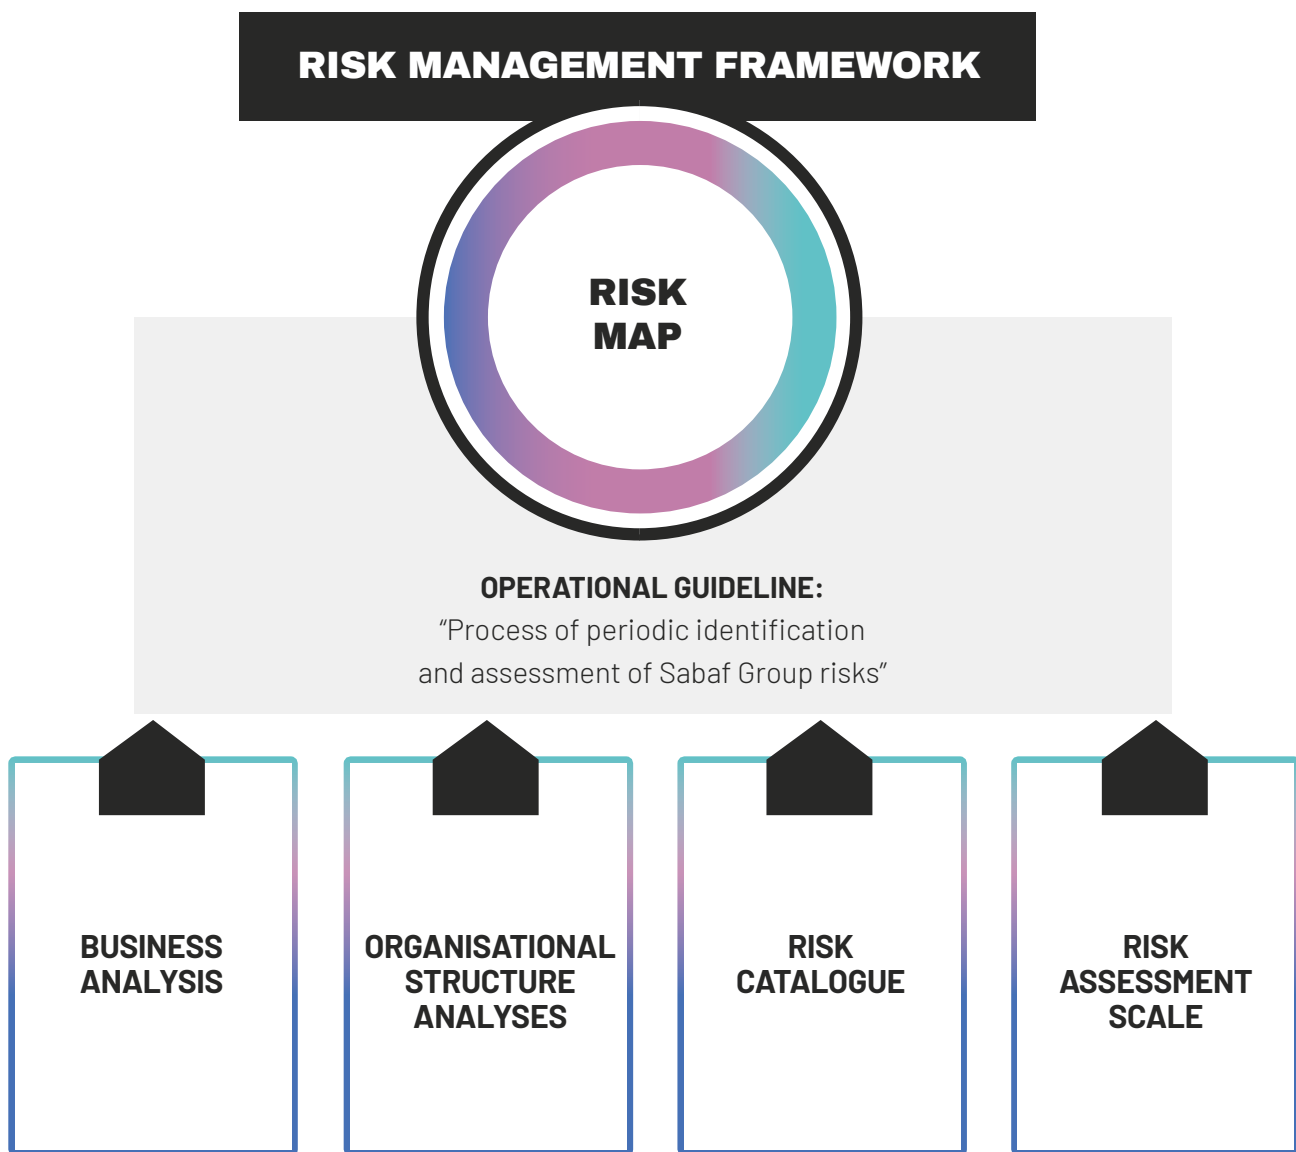 RISK MANAGEMENT FRAMEWORK
RISK
MAP
OPERATIONAL GUIDELINE:
“Process of periodic identification
and assessment of Sabaf Group risks”
BUSINESS
ANALYSIS
ORGANISATIONAL
STRUCTURE
ANALYSES
RISK
CATALOGUE
RISK
ASSESSMENT
SCALE